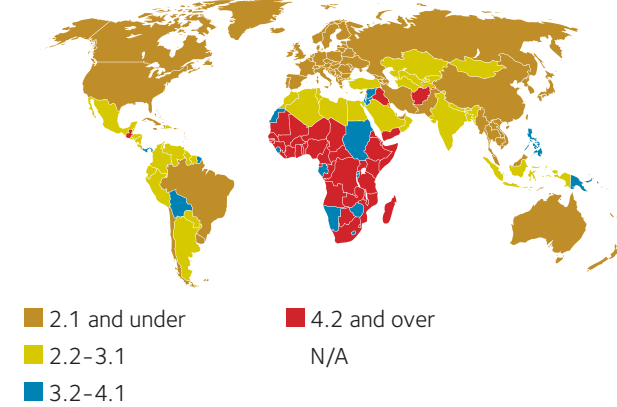 2.1 and under
2.2–3.1
3.2–4.1
4.2 and over
N/A